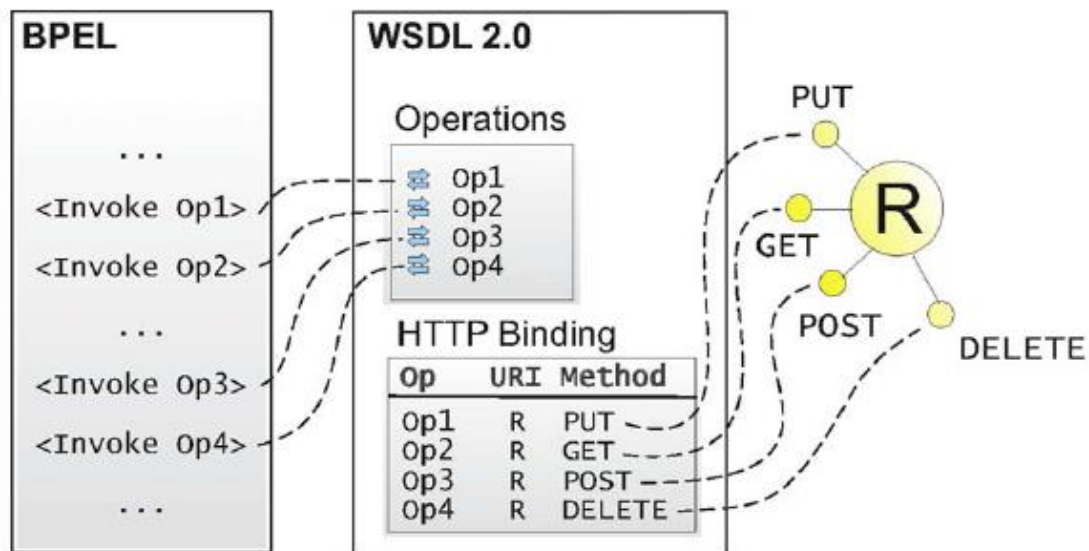 BPEL
...
<Invoke Op1>
<Invoke Op2>
...
<Invoke Op3>
<Invoke Op4>
...
WSDL 2.0
Operations
Op1
Op2
Op3
Op4
HTTP Binding
Op URI Method
Op1 R PUT
Op2 R GET
Op3 R POST
Op4 R DELETE
PUT
GET
R
POST
DELETE